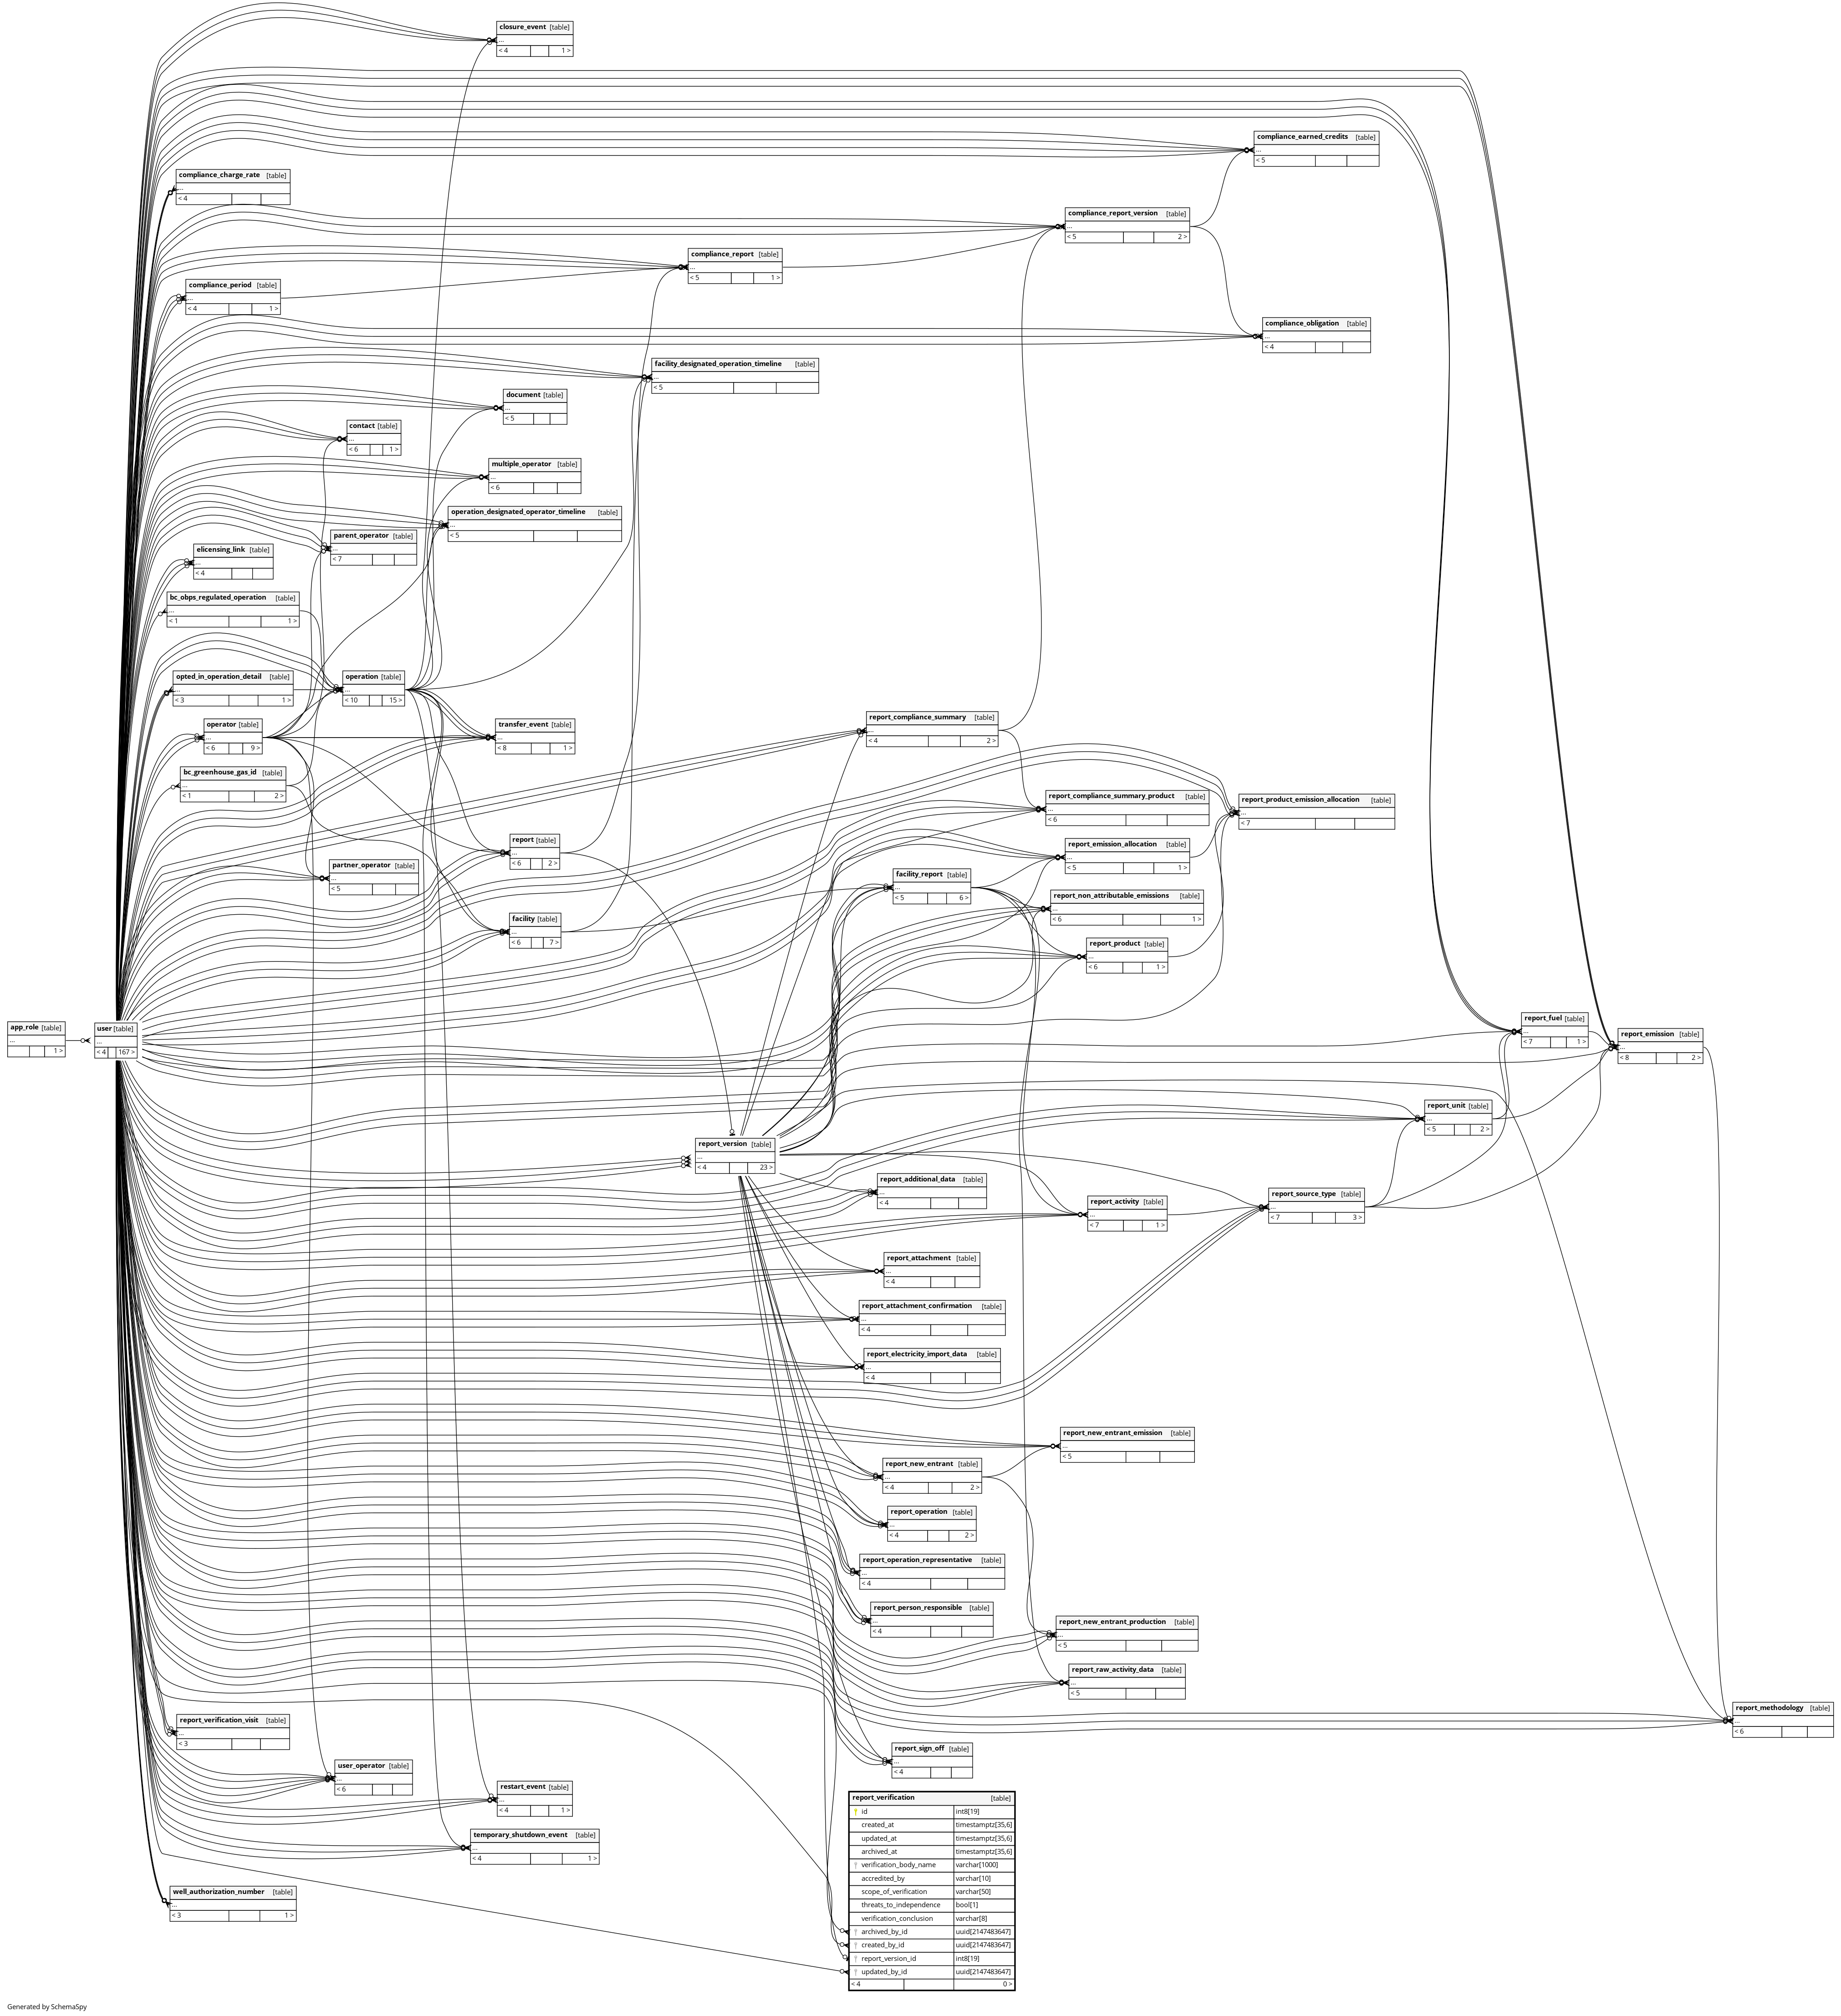 closure_event [table]
...
< 4 1 >
compliance_earned_credits [table]
...
< 5
compliance_charge_rate [table]
...
< 4
compliance_report_version [table]
...
< 5 2 >
compliance_report [table]
...
< 5 1 >
compliance_period [table]
...
< 4 1 >
compliance_obligation [table]
...
< 4
facility_designated_operation_timeline [table]
...
< 5
document [table]
...
< 5
contact [table]
...
< 6 1 >
multiple_operator [table]
...
< 6
operation_designated_operator_timeline [table]
...
< 5
parent_operator [table]
...
< 7
elicensing_link [table]
...
< 4
bc_obps_regulated_operation [table]
...
< 1 1 >
opted_in_operation_detail [table]
...
< 3 1 >
operation [table]
...
< 10 15 >
operator [table]
...
< 6 9 >
transfer_event [table]
...
< 8 1 >
report_compliance_summary [table]
...
< 4 2 >
bc_greenhouse_gas_id [table]
...
< 1 2 >
report_compliance_summary_product [table]
...
< 6
report_product_emission_allocation [table]
...
< 7
report [table]
...
< 6 2 >
report_emission_allocation [table]
...
< 5 1 >
partner_operator [table]
...
< 5
facility_report [table]
...
< 5 6 >
report_non_attributable_emissions [table]
...
< 6 1 >
facility [table]
...
< 6 7 >
report_product [table]
...
< 6 1 >
app_role [table]
...
1 >
user [table]
...
< 4 167 >
report_fuel [table]
...
< 7 1 >
report_emission [table]
...
< 8 2 >
report_unit [table]
...
< 5 2 >
report_version [table]
...
< 4 23 >
report_additional_data [table]
...
< 4
report_activity [table]
...
< 7 1 >
report_source_type [table]
...
< 7 3 >
report_attachment [table]
...
< 4
report_attachment_confirmation [table]
...
< 4
report_electricity_import_data [table]
...
< 4
report_new_entrant_emission [table]
...
< 5
report_new_entrant [table]
...
< 4 2 >
report_operation [table]
...
< 4 2 >
report_operation_representative [table]
...
< 4
report_person_responsible [table]
...
< 4
report_new_entrant_production [table]
...
< 5
report_raw_activity_data [table]
...
< 5
report_methodology [table]
...
< 6
report_verification_visit [table]
...
< 3
report_sign_off [table]
...
< 4
user_operator [table]
...
< 6
restart_event [table]
...
< 4 1 >
temporary_shutdown_event [table]
...
< 4 1 >
well_authorization_number [table]
...
< 3 1 >
report_verification [table]
id int8[19]
created_at timestamptz[35,6]
updated_at timestamptz[35,6]
archived_at timestamptz[35,6]
verification_body_name varchar[1000]
accredited_by varchar[10]
scope_of_verification varchar[50]
threats_to_independence bool[1]
verification_conclusion varchar[8]
archived_by_id uuid[2147483647]
created_by_id uuid[2147483647]
report_version_id int8[19]
updated_by_id uuid[2147483647]
< 4 0 >
Generated by SchemaSpy